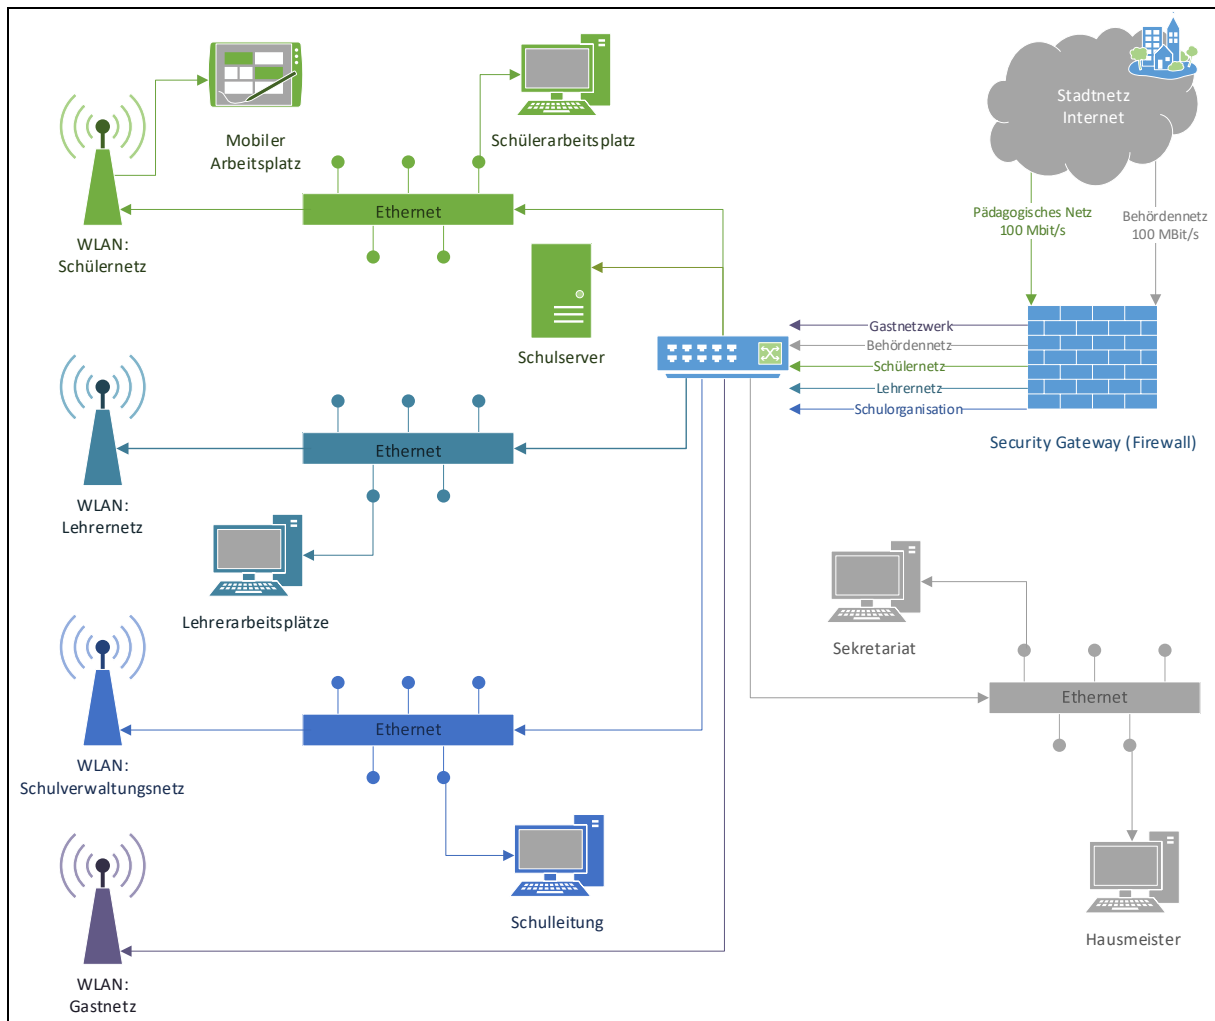 Stadtnetz
Internet
Mobiler
Arbeitsplatz
Schülerarbeitsplatz
Ethernet
WLAN:
Schülernetz
Pädagogisches Netz
100 Mbit/s
Behördennetz
100 MBit/s
Schulserver
Gastnetzwerk
Behördennetz
Schülernetz
Lehrernetz
Schulorganisation
Security Gateway (Firewall)
Ethernet
WLAN:
Lehrernetz
Lehrerarbeitsplätze
Sekretariat
Ethernet
Ethernet
WLAN:
Schulverwaltungsnetz
Schulleitung
Hausmeister
WLAN:
Gastnetz